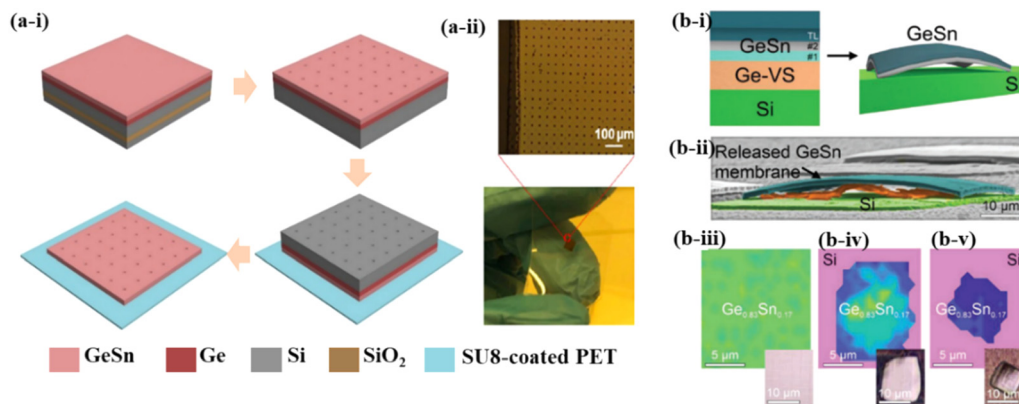 (a-i)
(a-ii)
100 μm
GeSn
Ge
Si
SiO₂
SU8-coated PET
(b-i)
TL
GeSn
#2
#1
Ge-VS
Si
GeSn
S
(b-ii)
Released GeSn
membrane
Si
10 μm
(b-iii)
(b-iv)
(b-v)
Si
Si
Ge₀.₈₃Sn₀.₁₇
Ge₀.₈₃Sn₀.₁₇
Ge₀.₈₃Sn₀.₁₇
5 μm
5 μm
5 μm
10 μm
10 μm
10 μm